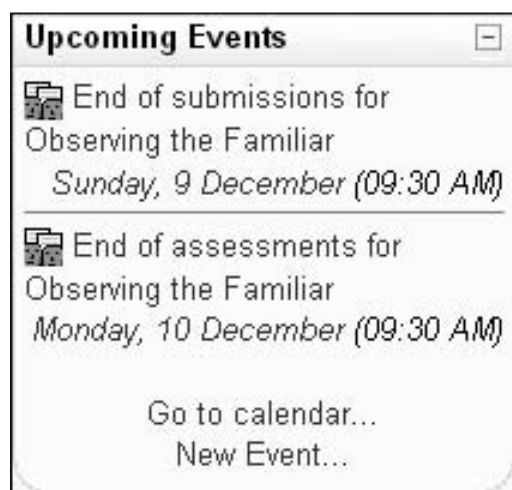 Upcoming Events
End of submissions for
Observing the Familiar
Sunday, 9 December (09:30 AM)
End of assessments for
Observing the Familiar
Monday, 10 December (09:30 AM)
Go to calendar...
New Event...